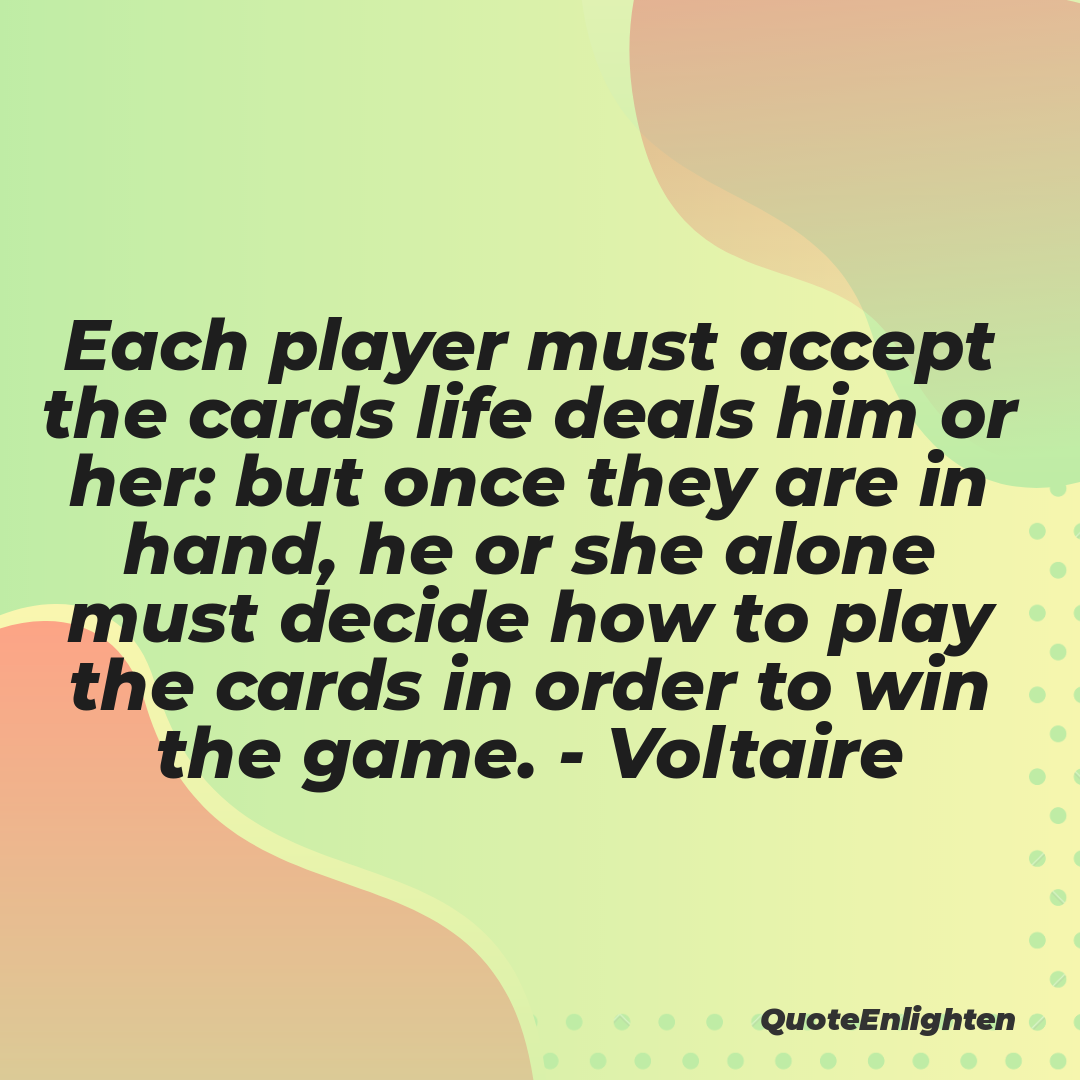 Each player must accept
the cards life deals him or
her: but once they are in
hand, he or she alone
must decide how to play
the cards in order to win
the game. - Voltaire
QuoteEnlighten